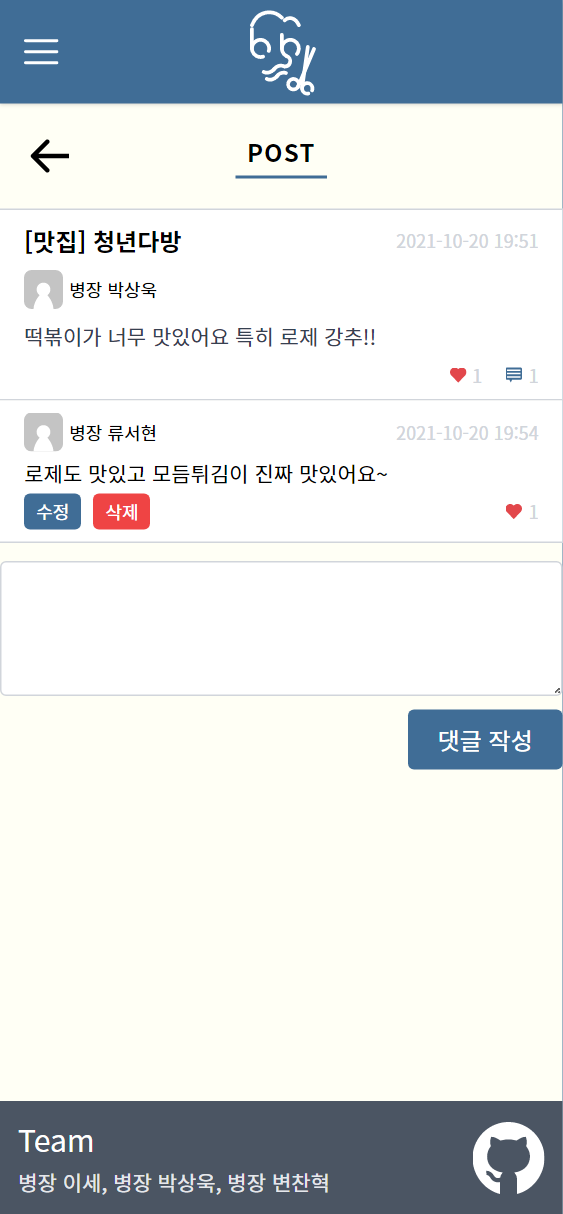 POST
[맛집] 청년다방
2021-10-20 19:51
병장 박상욱
떡볶이가 너무 맛있어요 특히 로제 강추!!
1 1
병장 류서현
2021-10-20 19:54
로제도 맛있고 모듬튀김이 진짜 맛있어요~
수정 삭제 1
댓글 작성
Team
병장 이세, 병장 박상욱, 병장 변찬혁